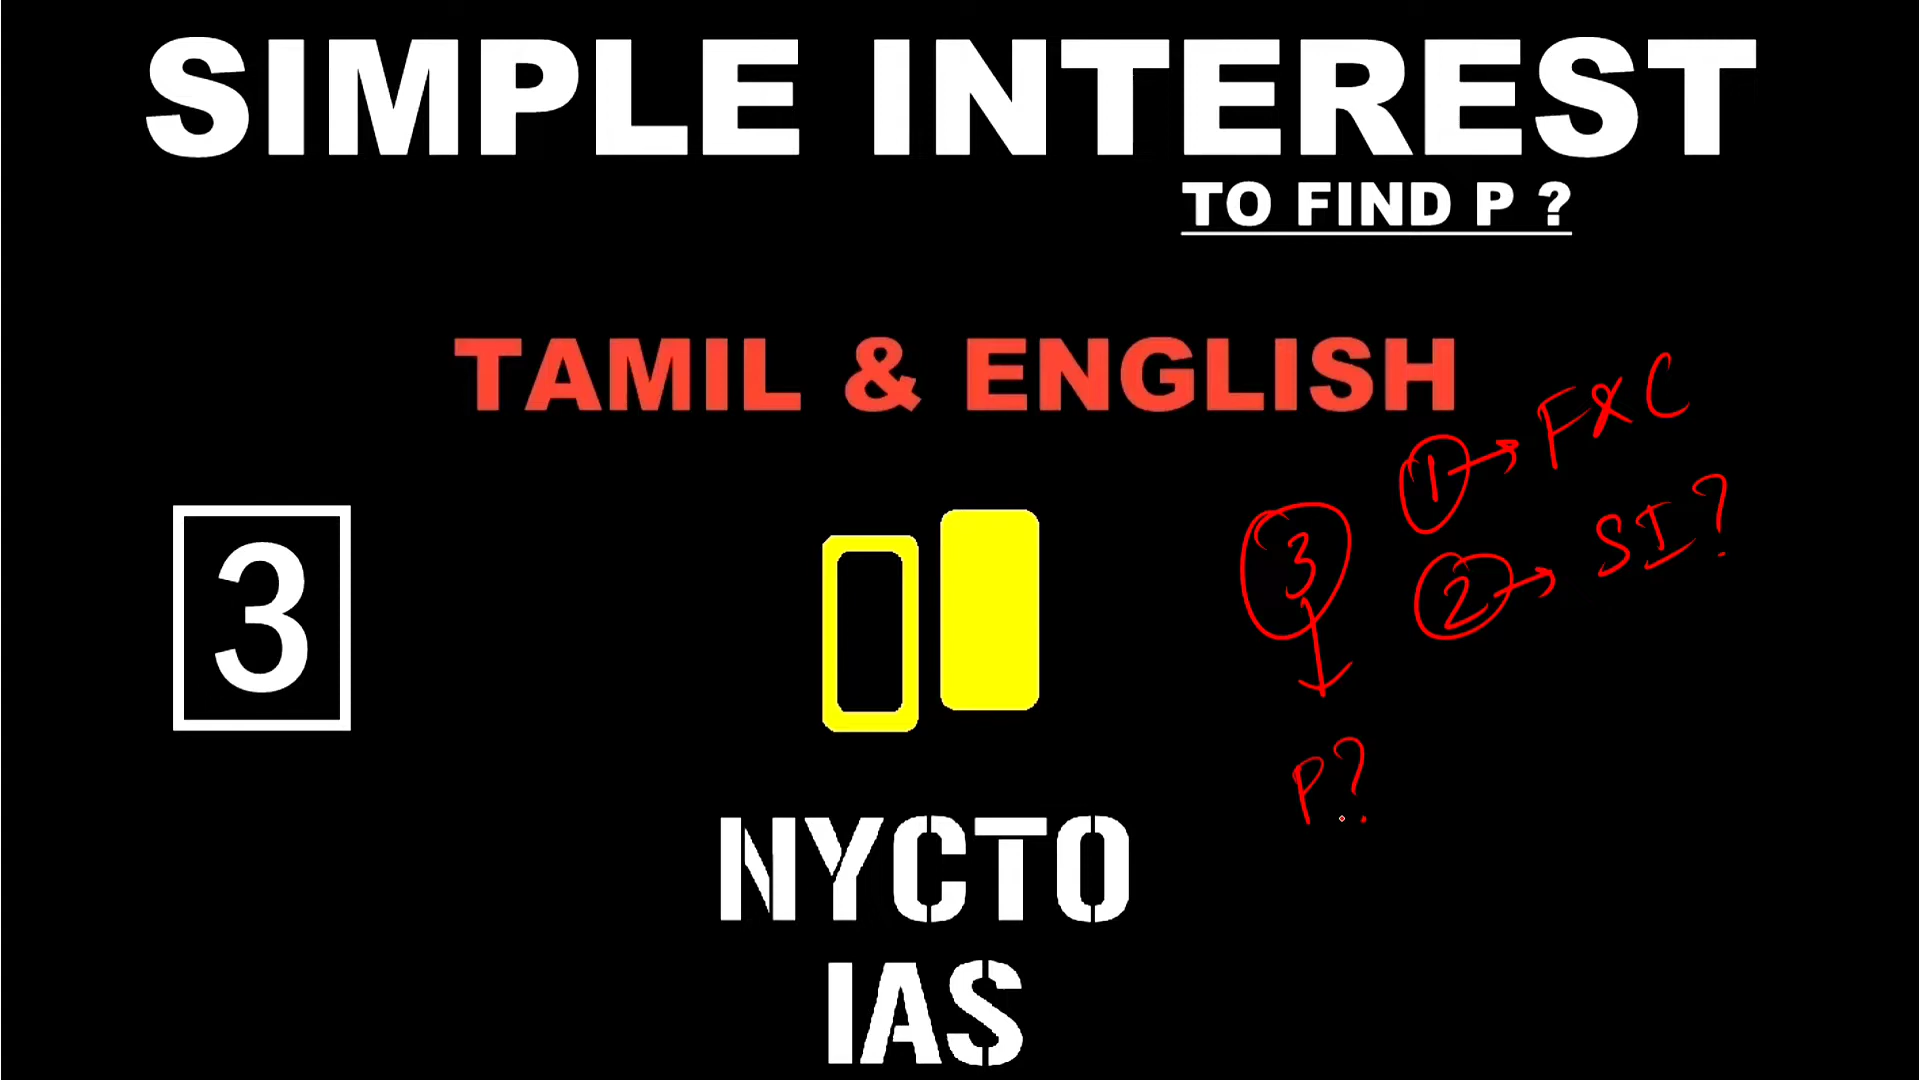 SIMPLE INTEREST
TO FIND P ?
TAMIL & ENGLISH
1 → F&C
2 → SI?
3
3
P?
NYCTO
IAS